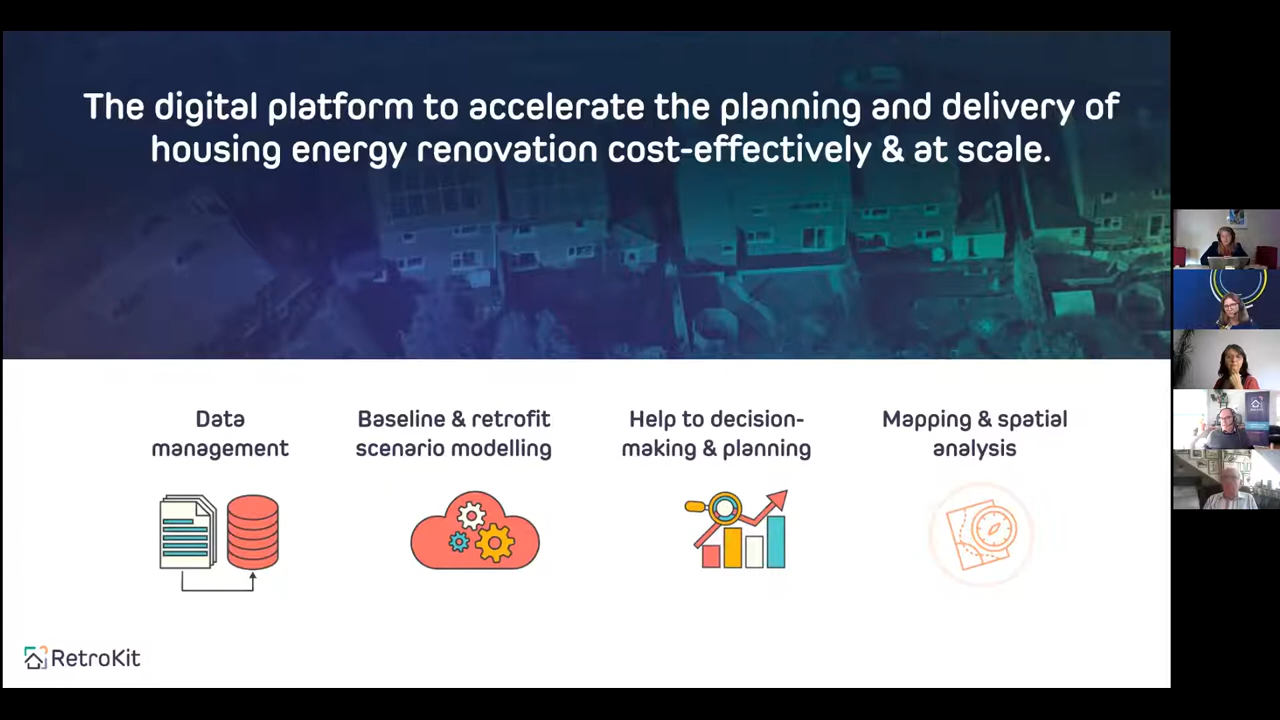 The digital platform to accelerate the planning and delivery of
housing energy renovation cost-effectively & at scale.
Data
management
Baseline & retrofit
scenario modelling
Help to decision-
making & planning
Mapping & spatial
analysis
RetroKit